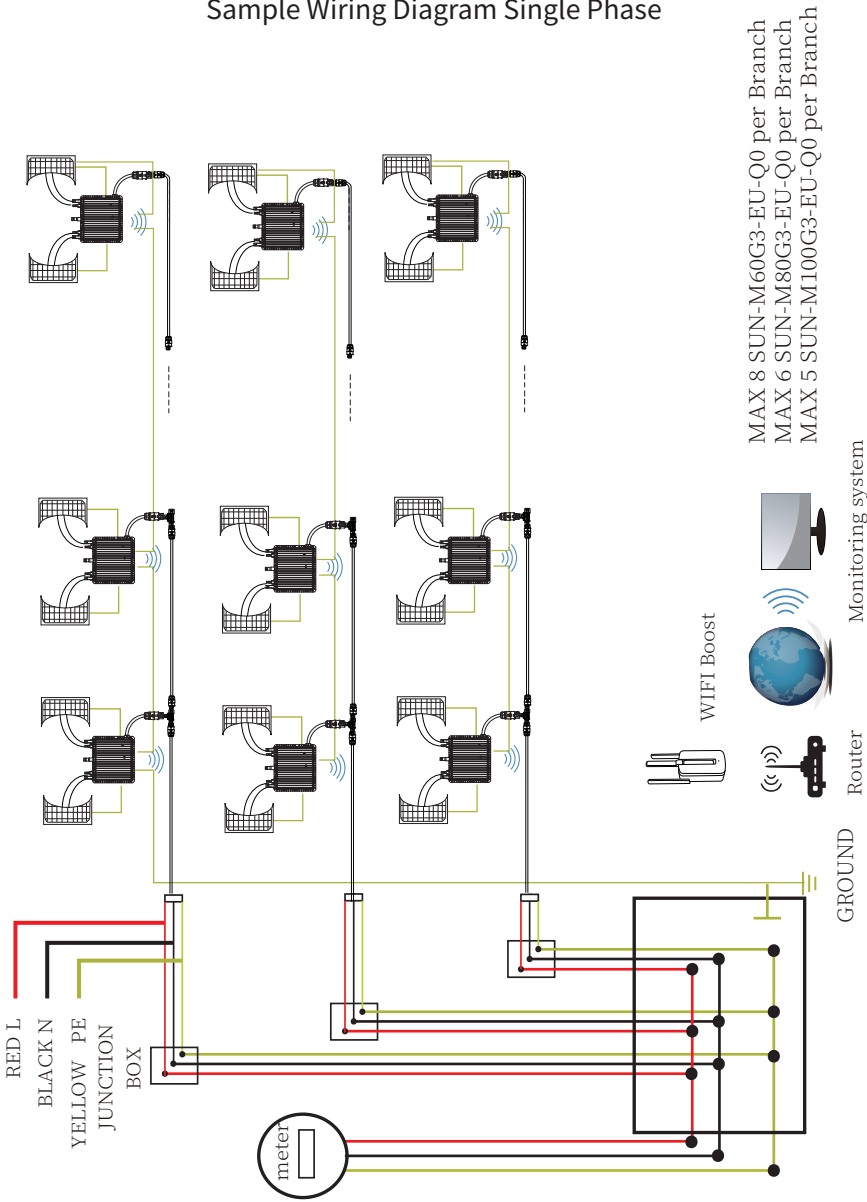 Sample Wiring Diagram Single Phase
MAX 8 SUN-M60G3-EU-Q0 per Branch
MAX 6 SUN-M80G3-EU-Q0 per Branch
MAX 5 SUN-M100G3-EU-Q0 per Branch
RED L
BLACK N
YELLOW PE
JUNCTION
BOX
meter
GROUND
Router
WIFI Boost
Monitoring system